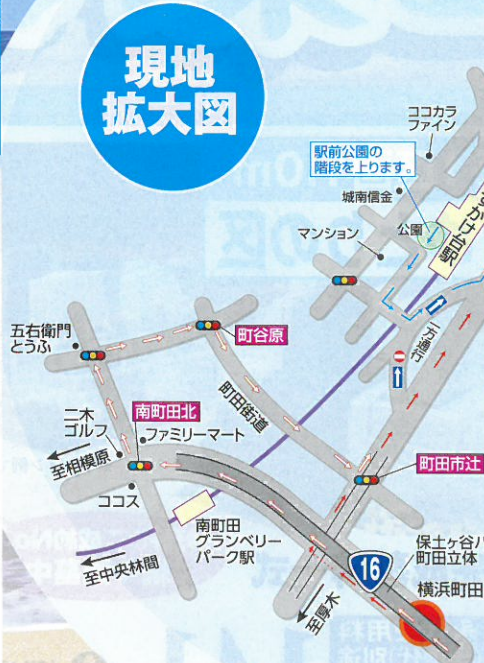 現地
拡大図
ココカラ
ファイン
駅前公園の
階段を上ります。
城南信金
公園
ずかけ台駅
マンション
一方通行
五右衛門
とうふ
町谷原
町田街道
二木
ゴルフ
南町田北
ファミリーマート
至相模原
町田市辻
ココス
南町田
グランベリー
パーク駅
至中央林間
16
保土ヶ谷バ
町田立体
横浜町田
至厚木